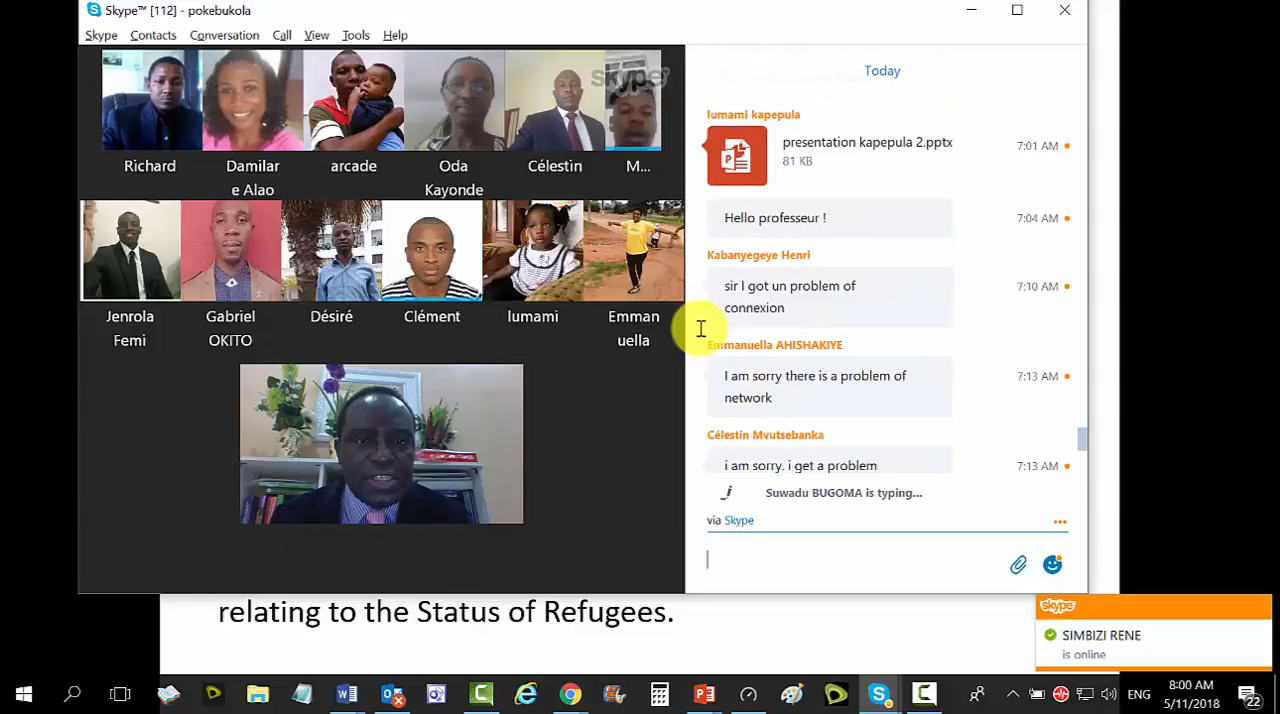 Skype™ [112] - pokebukola
Skype Contacts Conversation Call View Tools Help
skype
Richard
Damilar
e Alao
arcade
Oda
Kayonde
Célestin
M...
Jenrola
Femi
Gabriel
OKITO
Désiré
Clément
lumami
Emman
uella
Today
lumami kapepula
presentation kapepula 2.pptx
81 KB
7:01 AM
Hello professeur !
7:04 AM
Kabanyegeye Henri
sir I got un problem of
connexion
7:10 AM
Emmanuella AHISHAKIYE
I am sorry there is a problem of
network
7:13 AM
Célestin Mvutsebanka
i am sorry. i get a problem
7:13 AM
Suwadu BUGOMA is typing...
via Skype
relating to the Status of Refugees.
skype
SIMBIZI RENE
is online
ENG
8:00 AM
5/11/2018
22